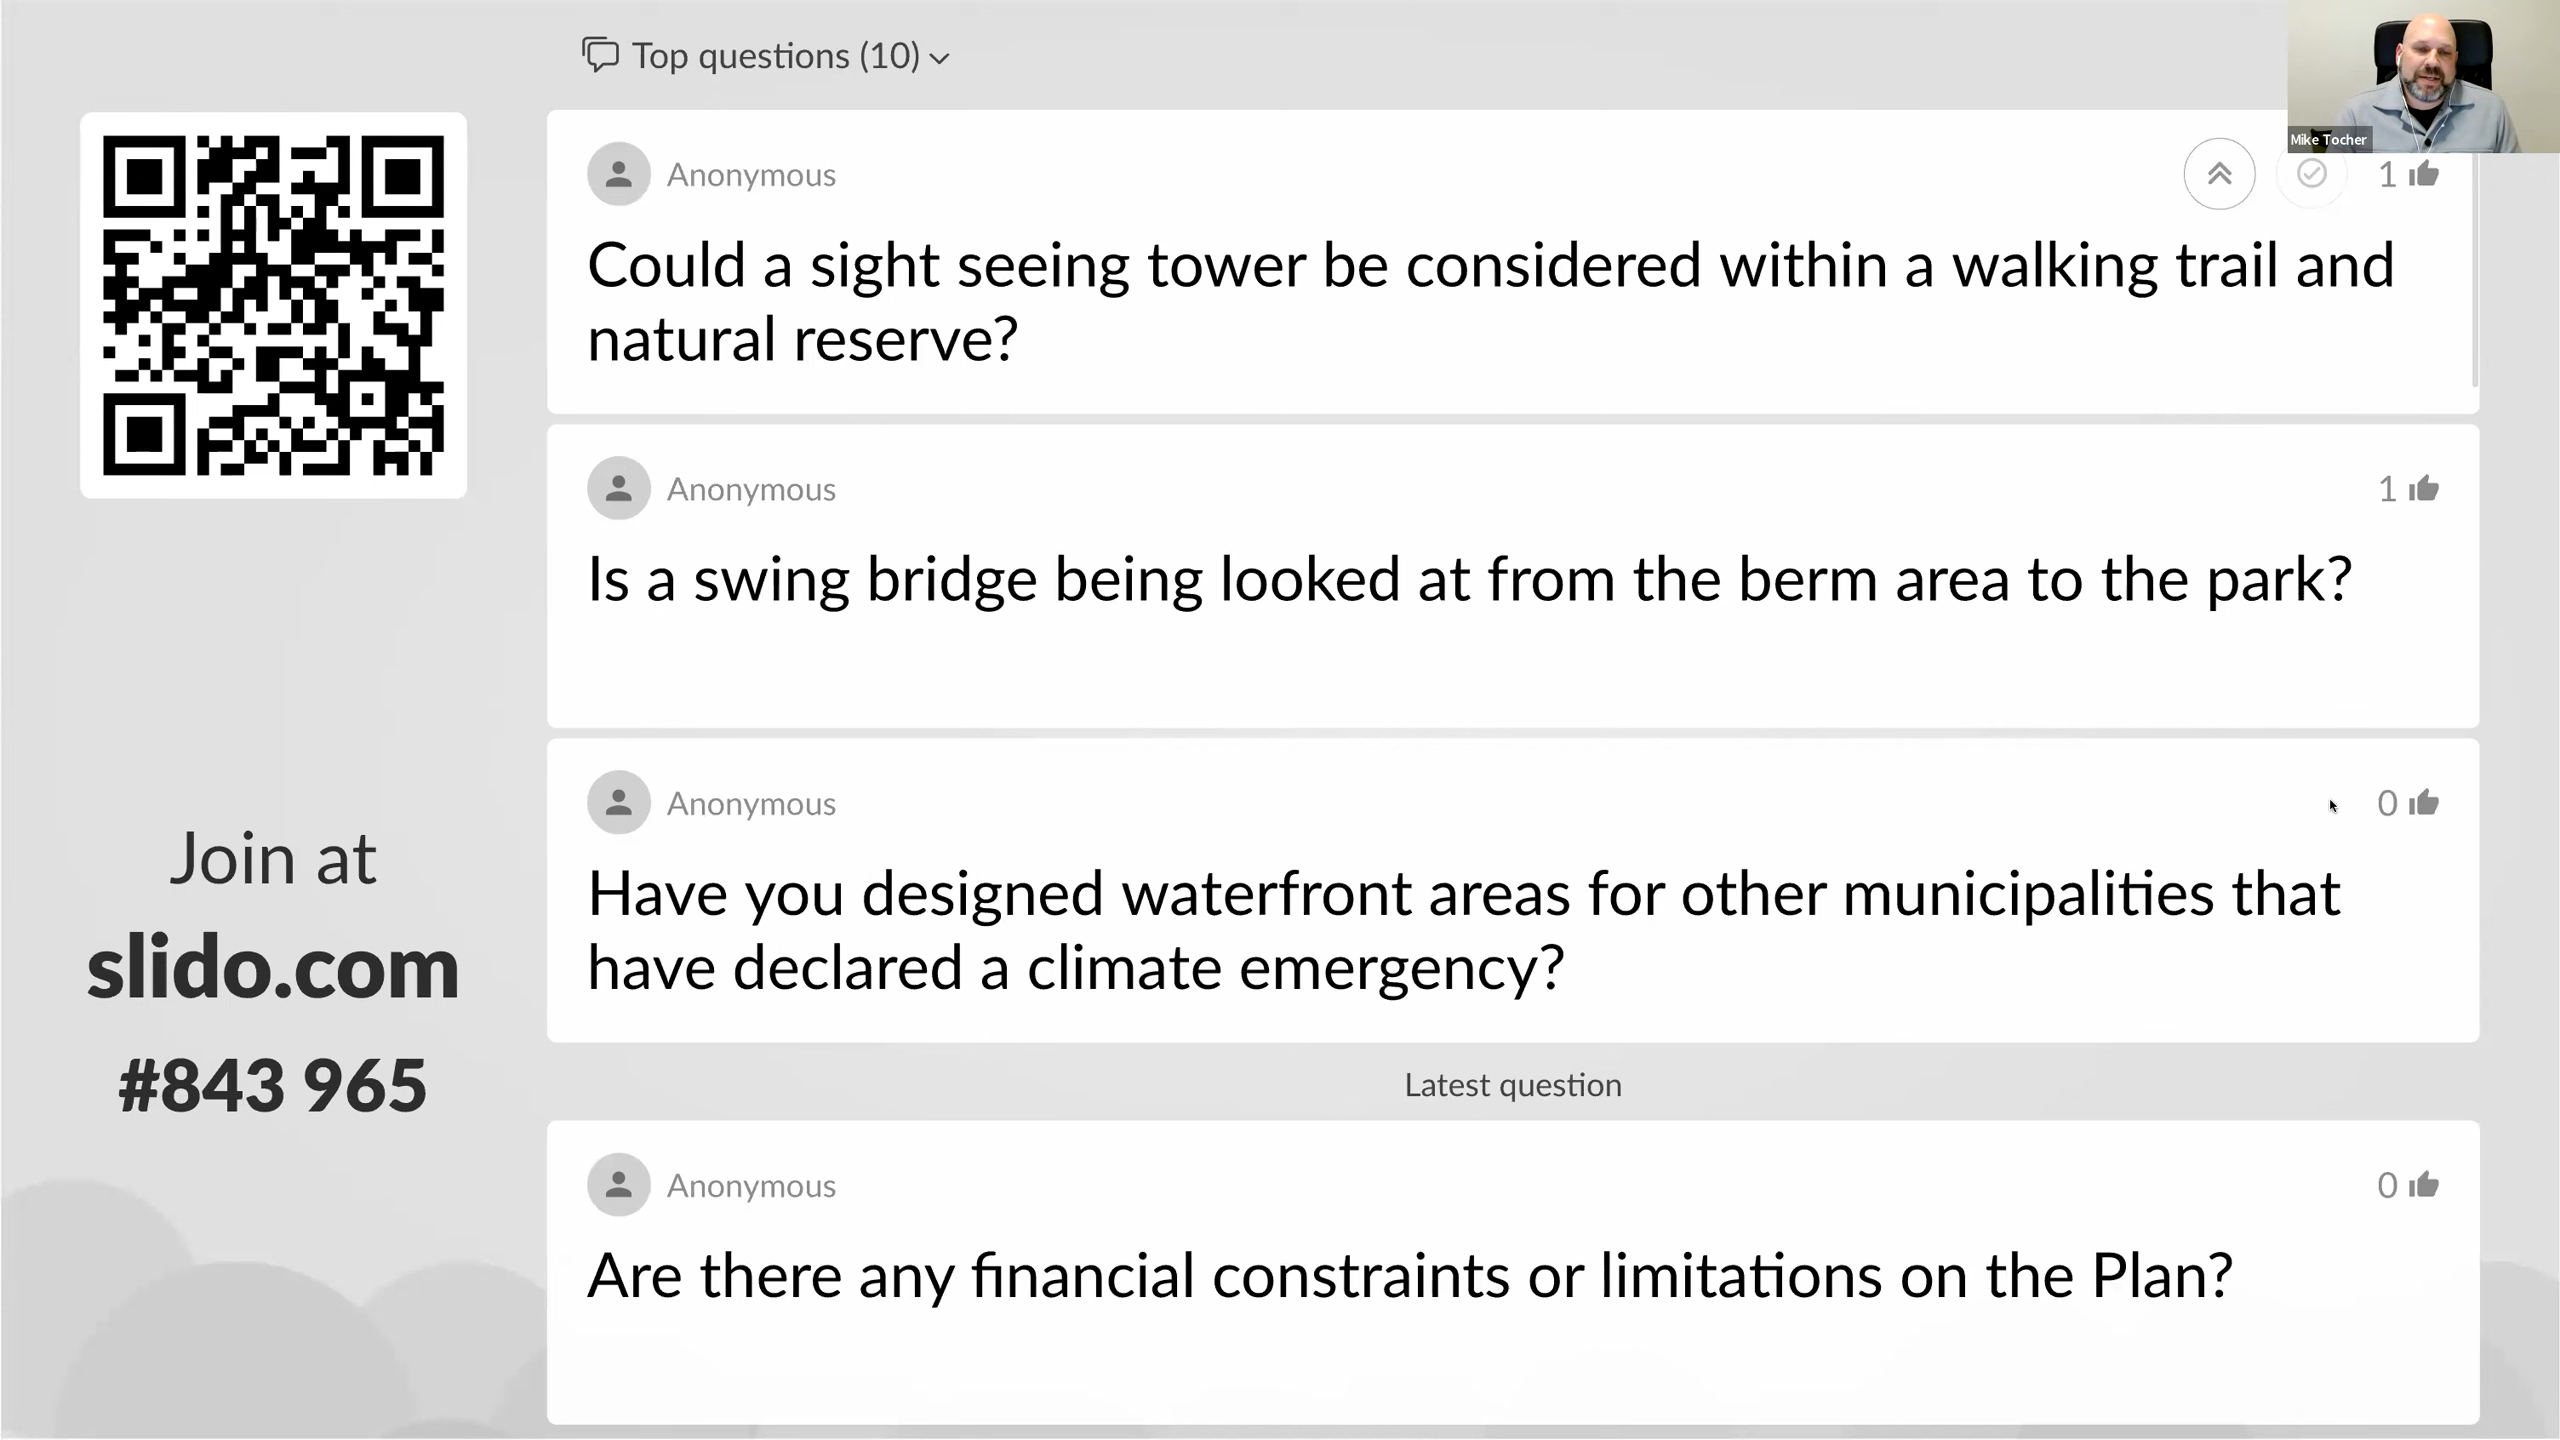 Top questions (10)
Mike Tocher
Anonymous
1
Could a sight seeing tower be considered within a walking trail and
natural reserve?
Anonymous
1
Is a swing bridge being looked at from the berm area to the park?
Anonymous
0
Have you designed waterfront areas for other municipalities that
have declared a climate emergency?
Join at
slido.com
#843 965
Latest question
Anonymous
0
Are there any financial constraints or limitations on the Plan?